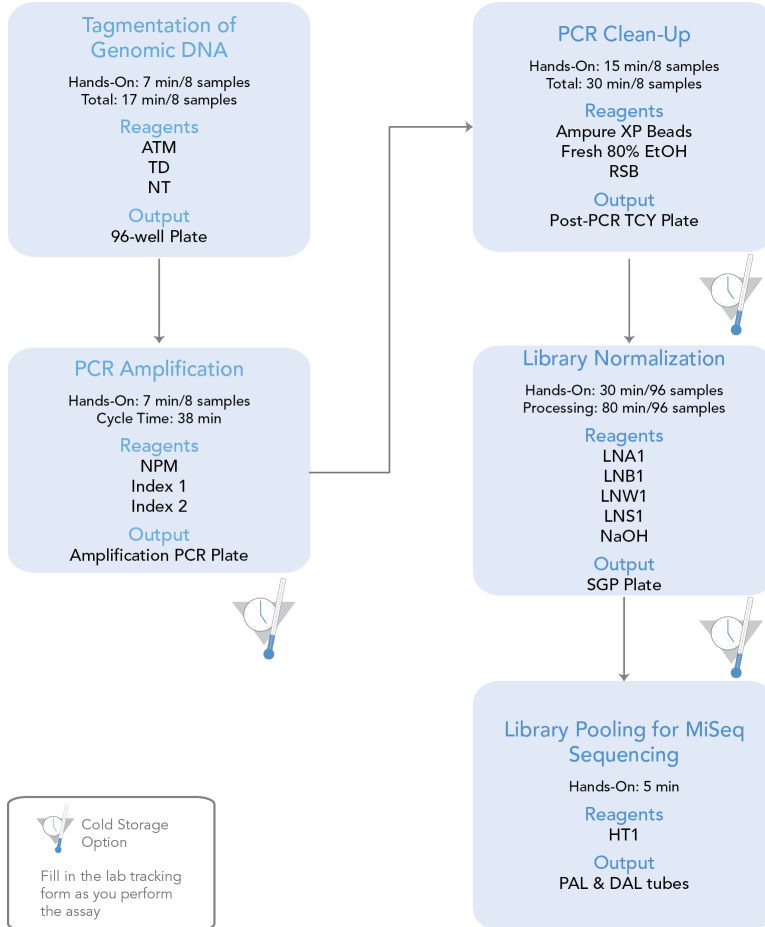 Tagmentation of
Genomic DNA
Hands-On: 7 min/8 samples
Total: 17 min/8 samples
Reagents
ATM
TD
NT
Output
96-well Plate
PCR Amplification
Hands-On: 7 min/8 samples
Cycle Time: 38 min
Reagents
NPM
Index 1
Index 2
Output
Amplification PCR Plate
PCR Clean-Up
Hands-On: 15 min/8 samples
Total: 30 min/8 samples
Reagents
Ampure XP Beads
Fresh 80% EtOH
RSB
Output
Post-PCR TCY Plate
Library Normalization
Hands-On: 30 min/96 samples
Processing: 80 min/96 samples
Reagents
LNA1
LNB1
LNW1
LNS1
NaOH
Output
SGP Plate
Library Pooling for MiSeq
Sequencing
Hands-On: 5 min
Reagents
HT1
Output
PAL & DAL tubes
Cold Storage
Option
Fill in the lab tracking
form as you perform
the assay